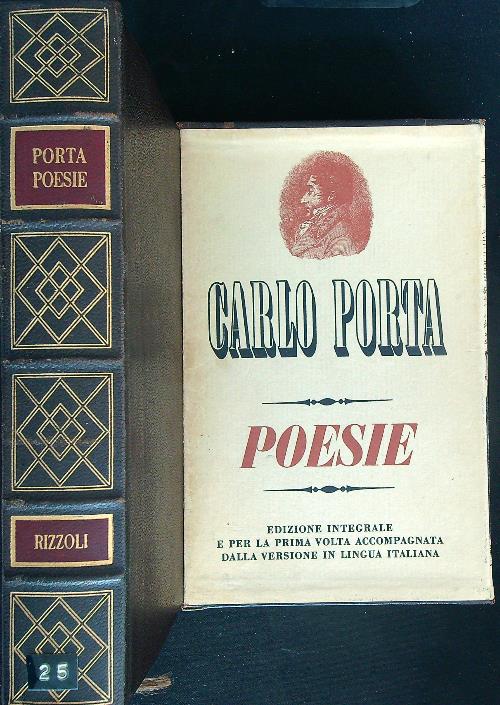 PORTA
POESIE
RIZZOLI
25
CARLO PORTA
POESIE
EDIZIONE INTEGRALE
E PER LA PRIMA VOLTA ACCOMPAGNATA
DALLA VERSIONE IN LINGUA ITALIANA